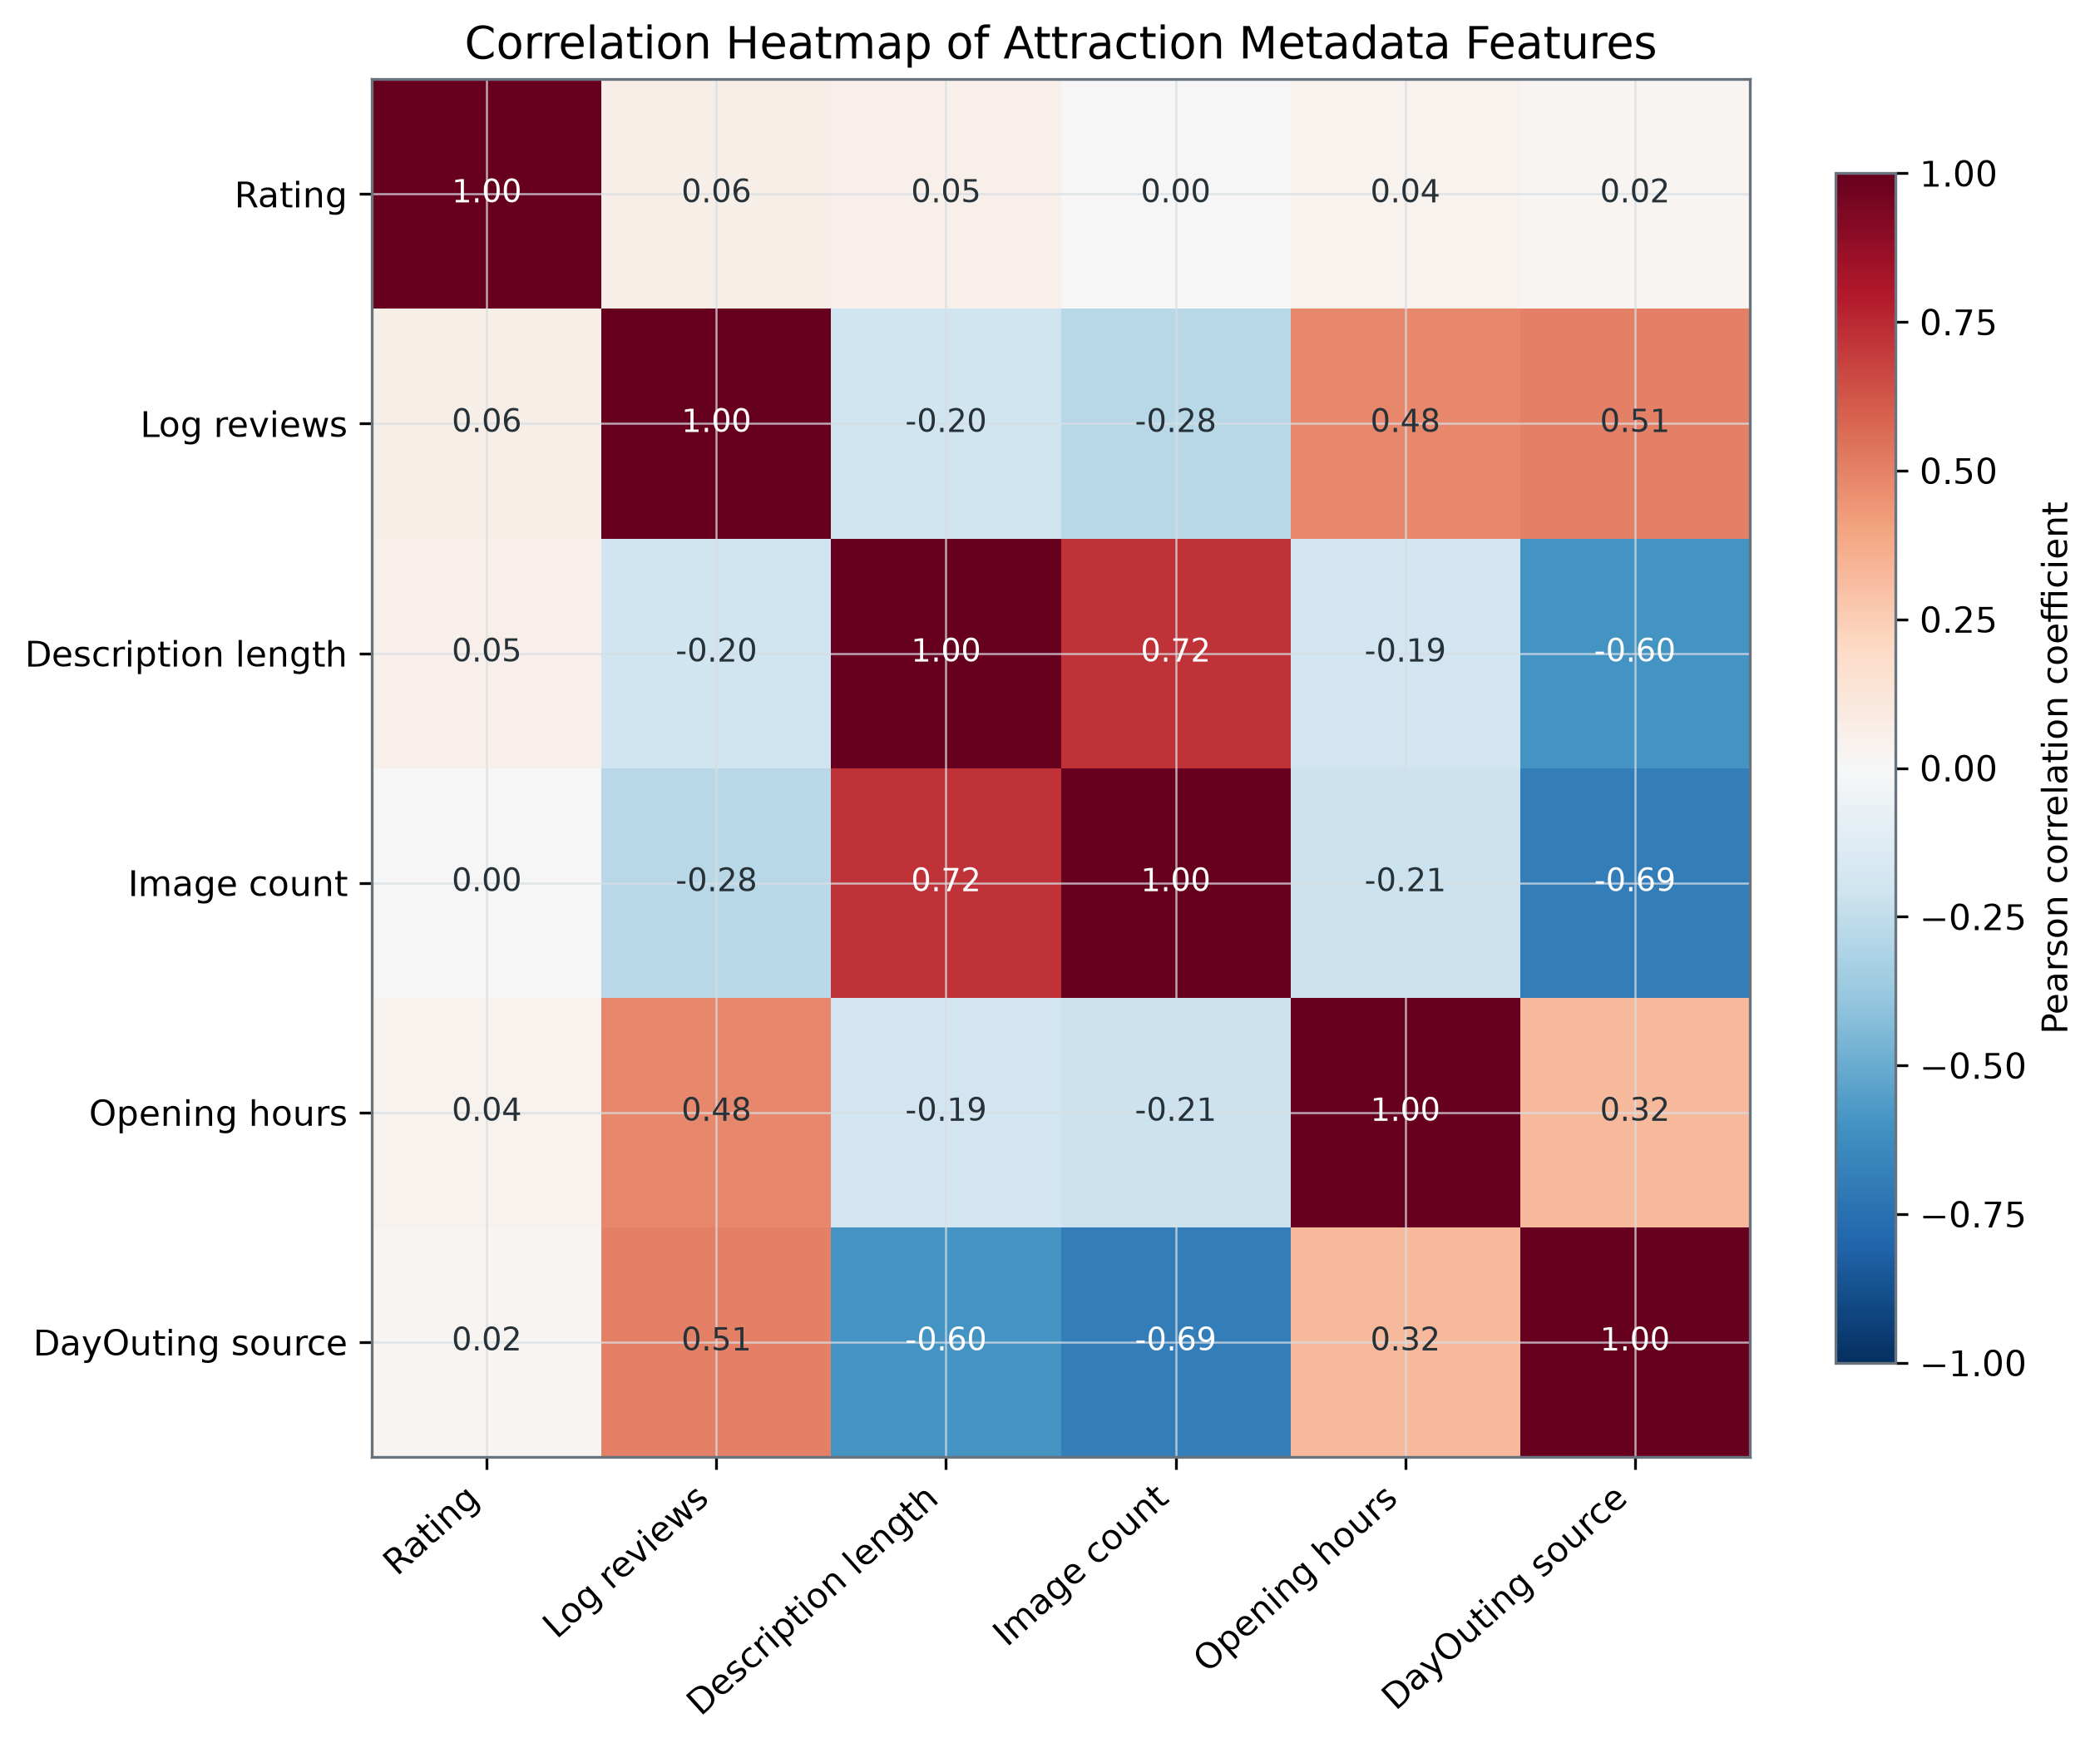 Correlation Heatmap of Attraction Metadata Features
Rating
1.00 0.06 0.05 0.00 0.04 0.02
Log reviews
0.06 1.00 -0.20 -0.28 0.48 0.51
Description length
0.05 -0.20 1.00 0.72 -0.19 -0.60
Image count
0.00 -0.28 0.72 1.00 -0.21 -0.69
Opening hours
0.04 0.48 -0.19 -0.21 1.00 0.32
DayOuting source
0.02 0.51 -0.60 -0.69 0.32 1.00
Rating
Log reviews
Description length
Image count
Opening hours
DayOuting source
1.00
0.75
0.50
0.25
0.00
−0.25
−0.50
−0.75
−1.00
Pearson correlation coefficient